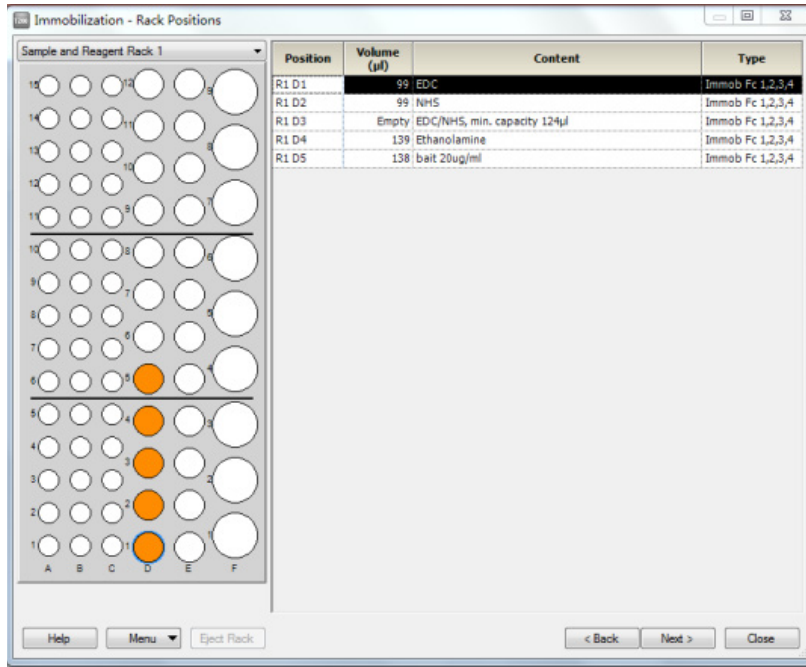 Immobilization - Rack Positions
Sample and Reagent Rack 1
Position Volume (µl) Content Type
R1 D1 99 EDC Immob Fc 1,2,3,4
R1 D2 99 NHS Immob Fc 1,2,3,4
R1 D3 Empty EDC/NHS, min. capacity 124µl Immob Fc 1,2,3,4
R1 D4 139 Ethanolamine Immob Fc 1,2,3,4
R1 D5 138 bait 20ug/ml Immob Fc 1,2,3,4
15 12 9
14 11
13 8
12 10
11 9 7
10 8 6
9 7
8 5
7 6
6 5 4
5 4 3
4
3 3 2
2 2
1 1 1
A B C D E F
Help Menu Eject Rack < Back Next > Close